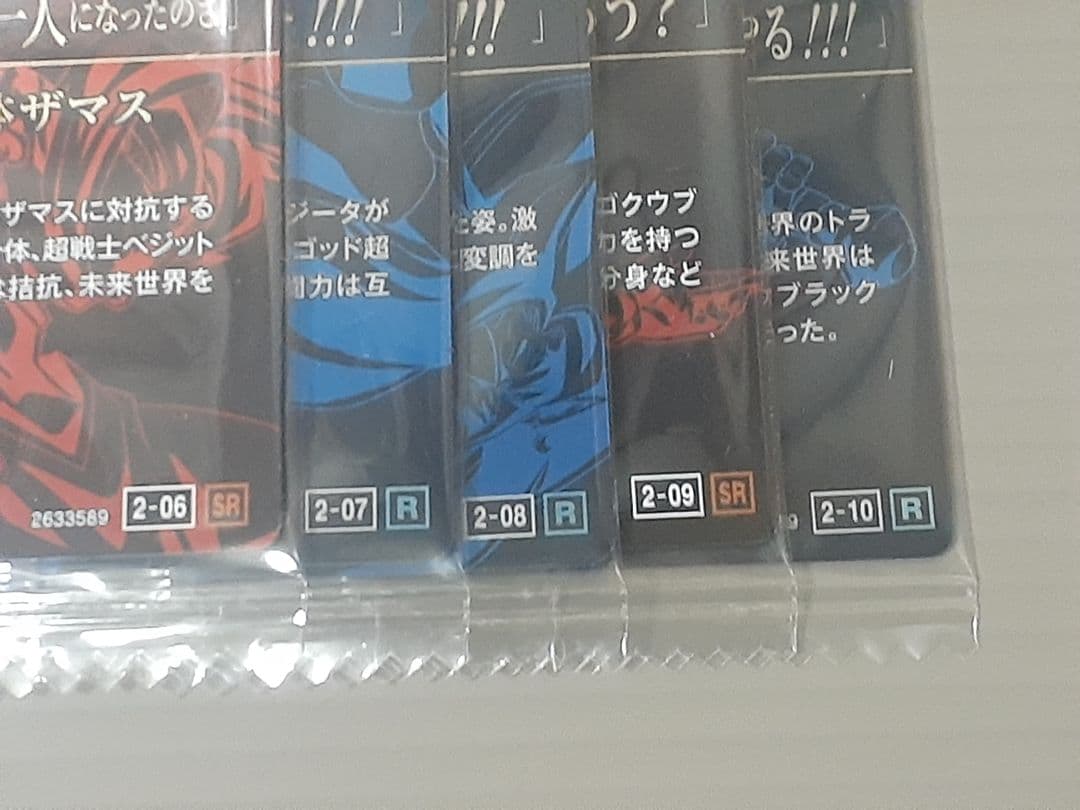 一人になったのさ」
!!!」
!!!」
う?」
る!!!」
ザマス
ザマスに対抗する
体、超戦士ベジット
拮抗、未来世界を
ジータが
ゴッド超
力は互
姿。激
変調を
ゴクウブ
力を持つ
分身など
界のトラ
来世界は
ブラック
った。
2633589
2-06 SR
2-07 R
2-08 R
2-09 SR
9
2-10 R